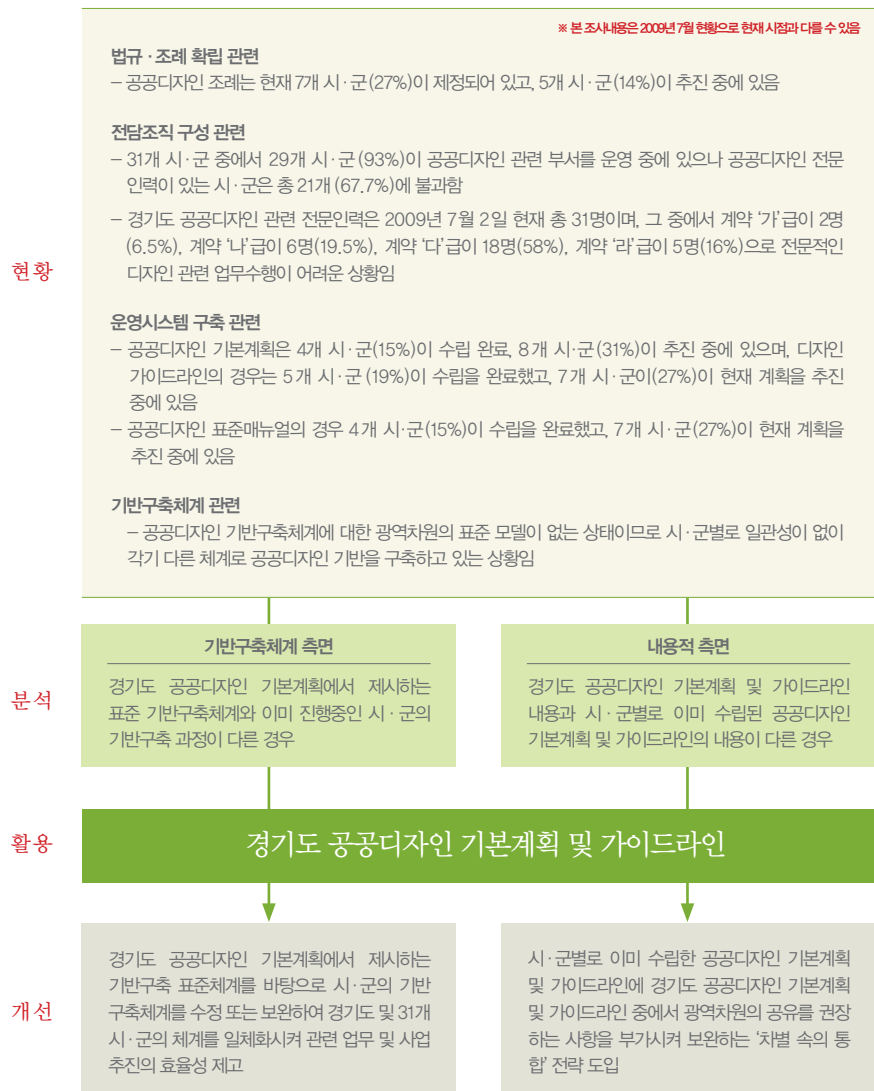 ※ 본 조사내용은 2009년 7월 현황으로 현재 시점과 다를 수 있음
현황
법규·조례 확립 관련
– 공공디자인 조례는 현재 7개 시·군(27%)이 제정되어 있고, 5개 시·군(14%)이 추진 중에 있음
전담조직 구성 관련
– 31개 시·군 중에서 29개 시·군(93%)이 공공디자인 관련 부서를 운영 중에 있으나 공공디자인 전문
인력이 있는 시·군은 총 21개(67.7%)에 불과함
– 경기도 공공디자인 관련 전문인력은 2009년 7월 2일 현재 총 31명이며, 그 중에서 계약 ‘가’급이 2명
(6.5%), 계약 ‘나’급이 6명(19.5%), 계약 ‘다’급이 18명(58%), 계약 ‘라’급이 5명(16%)으로 전문적인
디자인 관련 업무수행이 어려운 상황임
운영시스템 구축 관련
– 공공디자인 기본계획은 4개 시·군(15%)이 수립 완료, 8개 시·군(31%)이 추진 중에 있으며, 디자인
가이드라인의 경우는 5개 시·군(19%)이 수립을 완료했고, 7개 시·군이(27%)이 현재 계획을 추진
중에 있음
– 공공디자인 표준매뉴얼의 경우 4개 시·군(15%)이 수립을 완료했고, 7개 시·군(27%)이 현재 계획을
추진 중에 있음
기반구축체계 관련
– 공공디자인 기반구축체계에 대한 광역차원의 표준 모델이 없는 상태이므로 시·군별로 일관성이 없이
각기 다른 체계로 공공디자인 기반을 구축하고 있는 상황임
분석
기반구축체계 측면
경기도 공공디자인 기본계획에서 제시하는
표준 기반구축체계와 이미 진행중인 시·군의
기반구축 과정이 다른 경우
내용적 측면
경기도 공공디자인 기본계획 및 가이드라인
내용과 시·군별로 이미 수립된 공공디자인
기본계획 및 가이드라인의 내용이 다른 경우
활용
경기도 공공디자인 기본계획 및 가이드라인
개선
경기도 공공디자인 기본계획에서 제시하는
기반구축 표준체계를 바탕으로 시·군의 기반
구축체계를 수정 또는 보완하여 경기도 및 31개
시·군의 체계를 일체화시켜 관련 업무 및 사업
추진의 효율성 제고
시·군별로 이미 수립한 공공디자인 기본계획
및 가이드라인에 경기도 공공디자인 기본계획
및 가이드라인 중에서 광역차원의 공유를 권장
하는 사항을 부가시켜 보완하는 ‘차별 속의 통
합’ 전략 도입